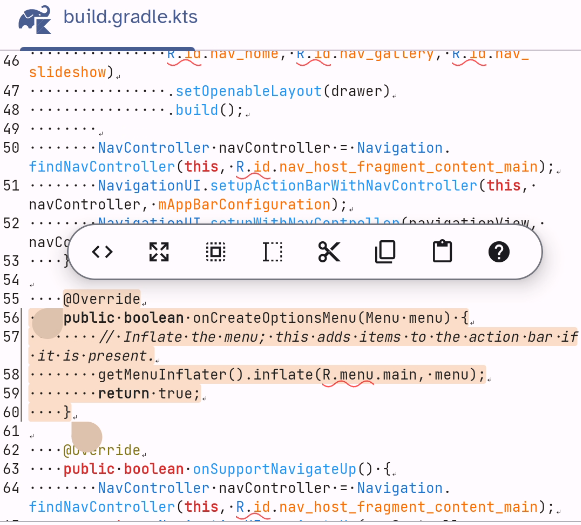 build.gradle.kts
46 R.id.nav_home, R.id.nav_gallery, R.id.nav_
slideshow)
47 .setOpenableLayout(drawer)
48 .build();
49
50 NavController navController = Navigation.
findNavController(this, R.id.nav_host_fragment_content_main);
51 NavigationUI.setupActionBarWithNavController(this,
navController, mAppBarConfiguration);
52 NavigationUI.setupWithNavController(navigationView,
navCo
53 }
54
55 @Override
56 public boolean onCreateOptionsMenu(Menu menu) {
57 // Inflate the menu; this adds items to the action bar if
it is present.
58 getMenuInflater().inflate(R.menu.main, menu);
59 return true;
60 }
61
62 @Override
63 public boolean onSupportNavigateUp() {
64 NavController navController = Navigation.
findNavController(this, R.id.nav_host_fragment_content_main);